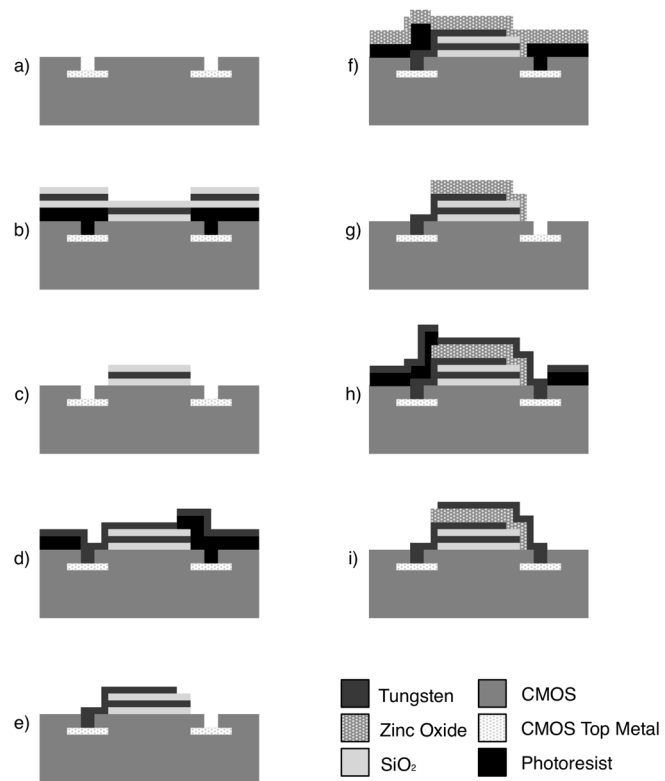 a)
b)
c)
d)
e)
f)
g)
h)
i)
Tungsten
Zinc Oxide
SiO₂
CMOS
CMOS Top Metal
Photoresist